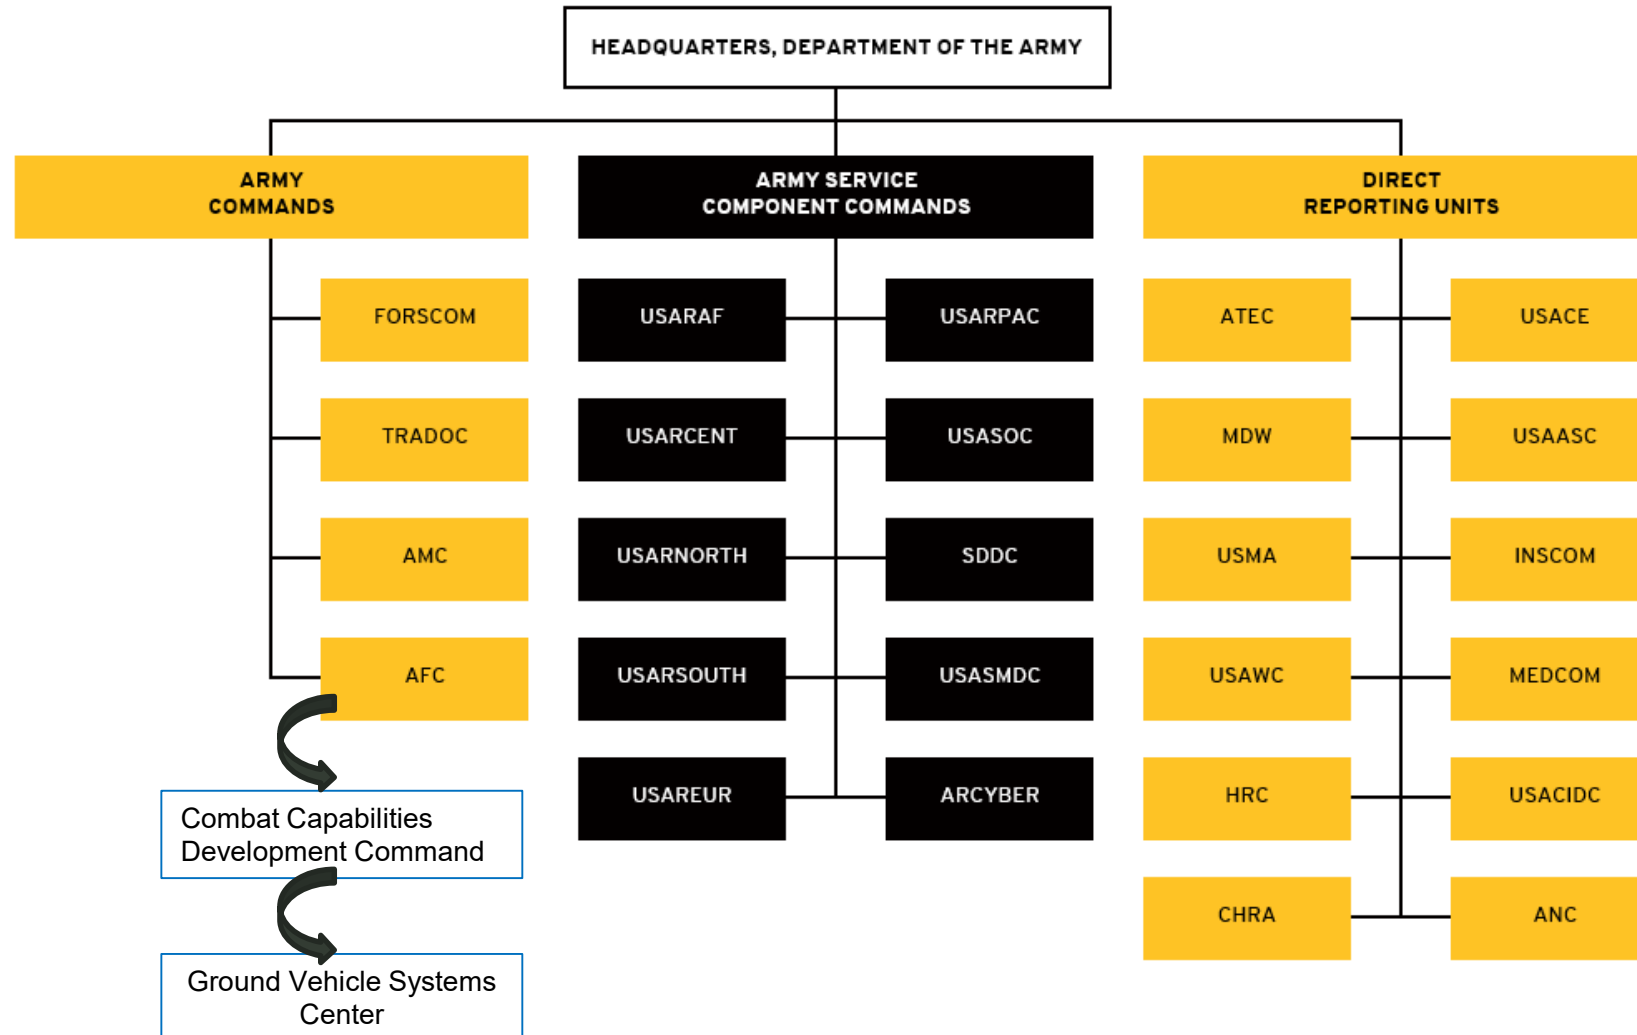 HEADQUARTERS, DEPARTMENT OF THE ARMY
ARMY
COMMANDS
FORSCOM
TRADOC
AMC
AFC
Combat Capabilities
Development Command
Ground Vehicle Systems
Center
ARMY SERVICE
COMPONENT COMMANDS
USARAF
USARPAC
USARCENT
USASOC
USARNORTH
SDDC
USARSOUTH
USASMDC
USAREUR
ARCYBER
DIRECT
REPORTING UNITS
ATEC
USACE
MDW
USAASC
USMA
INSCOM
USAWC
MEDCOM
HRC
USACIDC
CHRA
ANC